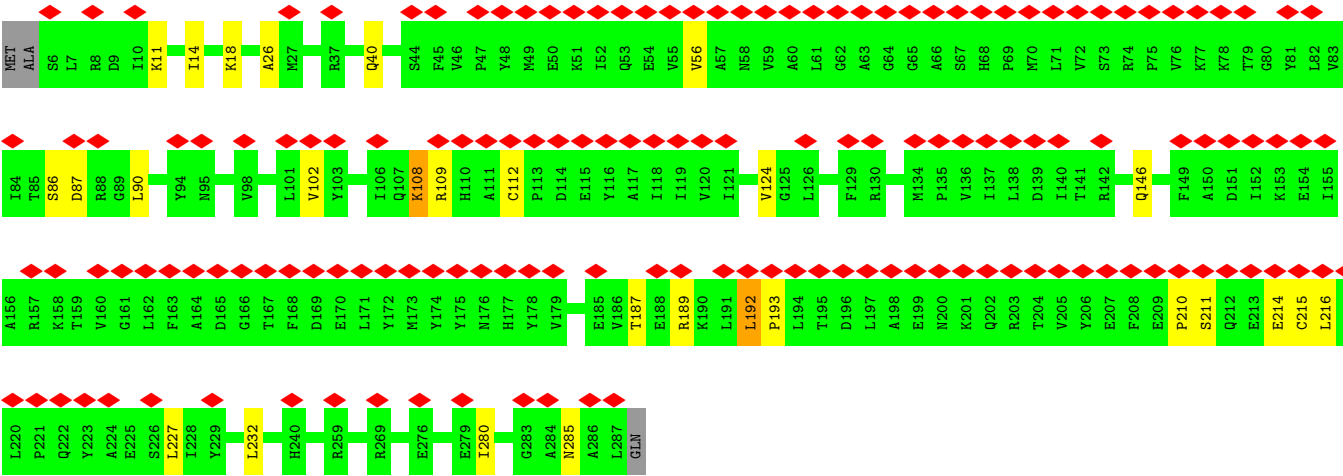 MET ALA S6 L7 R8 D9 I10 K11 I14 K18 A26 M27 R37 Q40 S44 F45 V46 P47 Y48 M49 E50 K51 I52 Q53 E54 V55 V56 A57 N58 V59 A60 L61 G62 A63 G64 G65 A66 S67 H68 P69 M70 L71 V72 S73 R74 P75 V76 K77 K78 T79 G80 Y81 L82 V83
I84 T85 S86 D87 R88 G89 L90 Y94 N95 V98 L101 V102 Y103 I106 Q107 K108 R109 H110 A111 C112 P113 D114 E115 Y116 A117 I118 I119 V120 I121 V124 G125 L126 F129 R130 M134 P135 V136 I137 L138 D139 I140 T141 R142 Q146 F149 A150 D151 I152 K153 E154 I155
A156 R157 K158 T159 V160 G161 L162 F163 A164 D165 G166 T167 F168 D169 E170 L171 Y172 M173 Y174 Y175 N176 H177 Y178 V179 E185 V186 T187 E188 R189 K190 L191 L192 P193 L194 T195 D196 L197 A198 E199 N200 K201 Q202 R203 T204 V205 Y206 E207 F208 E209 P210 S211 Q212 E213 E214 C215 L216
L220 P221 Q222 Y223 A224 E225 S226 L227 I228 Y229 L232 H240 R259 R269 E276 E279 I280 G283 A284 N285 A286 L287 GLN